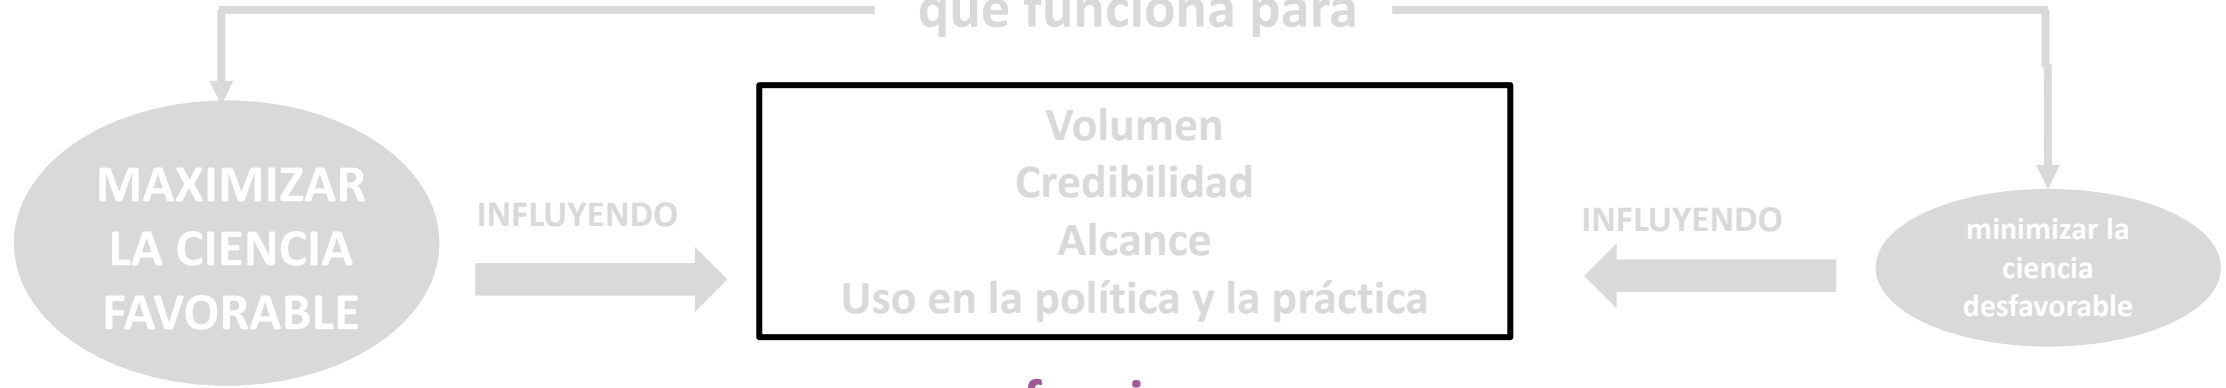 que funciona para
MAXIMIZAR
LA CIENCIA
FAVORABLE
INFLUYENDO
Volumen
Credibilidad
Alcance
Uso en la política y la práctica
INFLUYENDO
minimizar la
ciencia
desfavorable